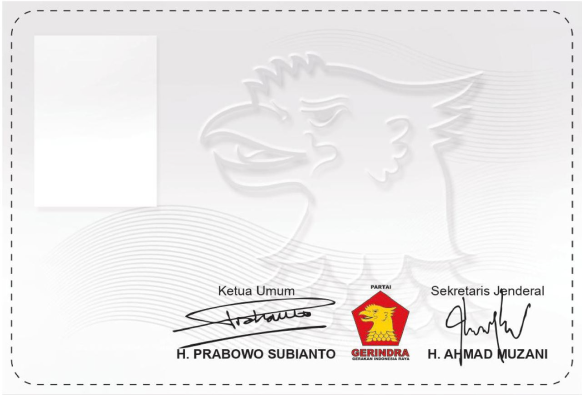 Ketua Umum
H. PRABOWO SUBIANTO
PARTAI
GERINDRA
GERAKAN INDONESIA RAYA
Sekretaris Jenderal
H. AHMAD MUZANI